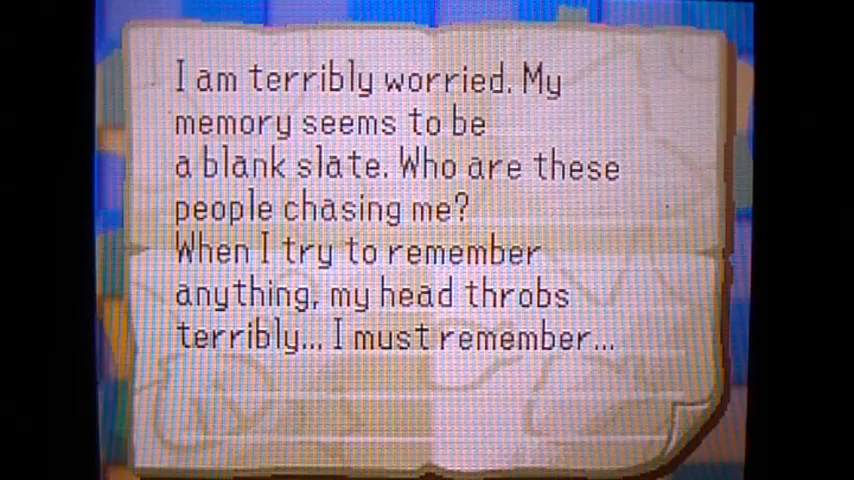 I am terribly worried. My
memory seems to be
a blank slate. Who are these
people chasing me?
When I try to remember
anything, my head throbs
terribly... I must remember...